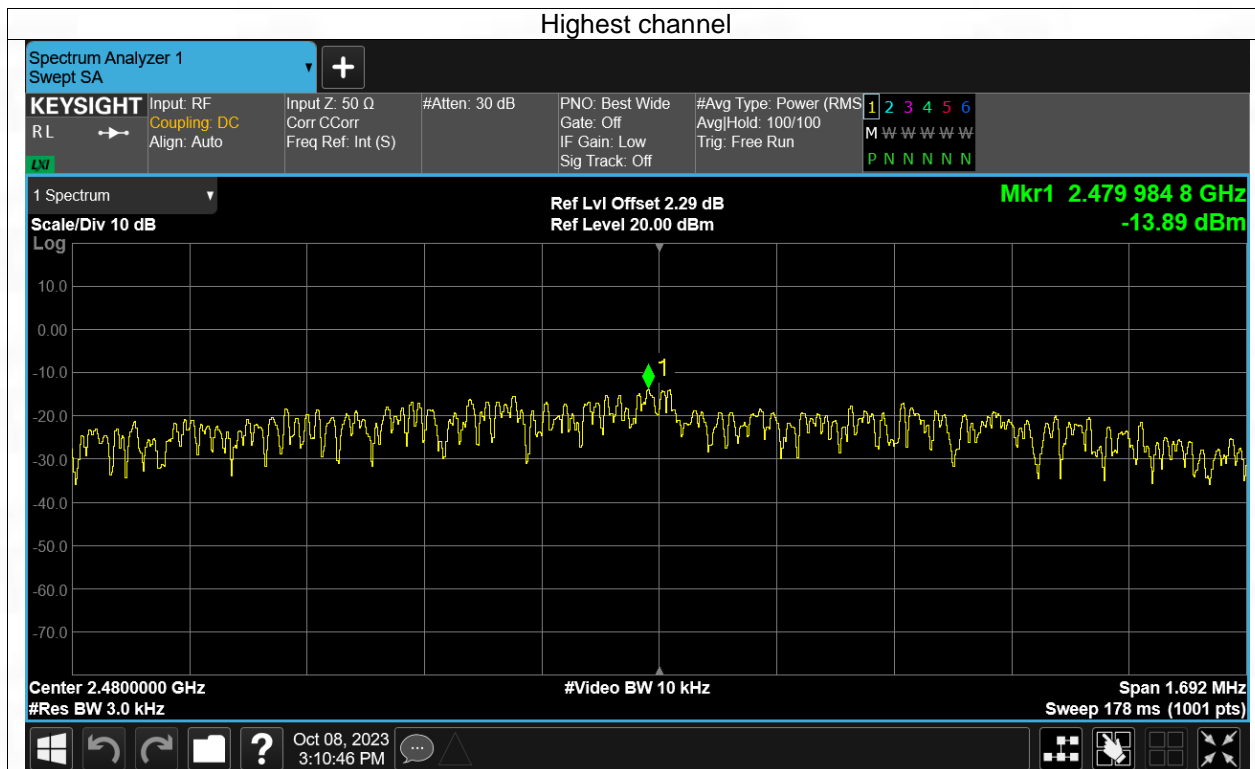 Highest channel
Spectrum Analyzer 1
Swept SA
KEYSIGHT
R L
LXI
Input: RF
Coupling: DC
Align: Auto
Input Z: 50 Ω
Corr CCorr
Freq Ref: Int (S)
#Atten: 30 dB
PNO: Best Wide
Gate: Off
IF Gain: Low
Sig Track: Off
#Avg Type: Power (RMS
Avg|Hold: 100/100
Trig: Free Run
1 2 3 4 5 6
M W W W W W
P N N N N N
1 Spectrum
Scale/Div 10 dB
Ref Lvl Offset 2.29 dB
Ref Level 20.00 dBm
Mkr1 2.479 984 8 GHz
-13.89 dBm
Log
10.0
0.00
-10.0
-20.0
-30.0
-40.0
-50.0
-60.0
-70.0
1
Center 2.4800000 GHz
#Res BW 3.0 kHz
#Video BW 10 kHz
Span 1.692 MHz
Sweep 178 ms (1001 pts)
?
Oct 08, 2023
3:10:46 PM